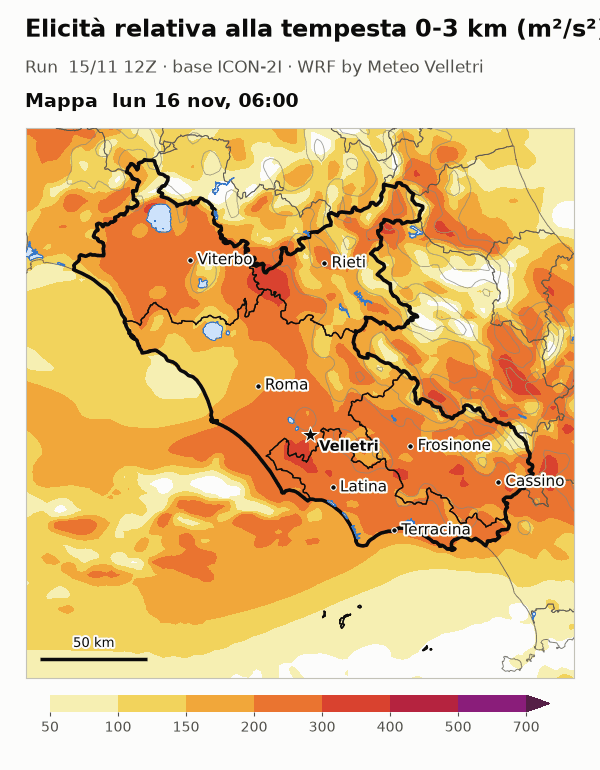 Elicità relativa alla tempesta 0-3 km (m²/s²)
Run 15/11 12Z · base ICON-2I · WRF by Meteo Velletri
Mappa lun 16 nov, 06:00
Viterbo
Rieti
Roma
Velletri
Frosinone
Cassino
Latina
Terracina
50 km
50 100 150 200 300 400 500 700